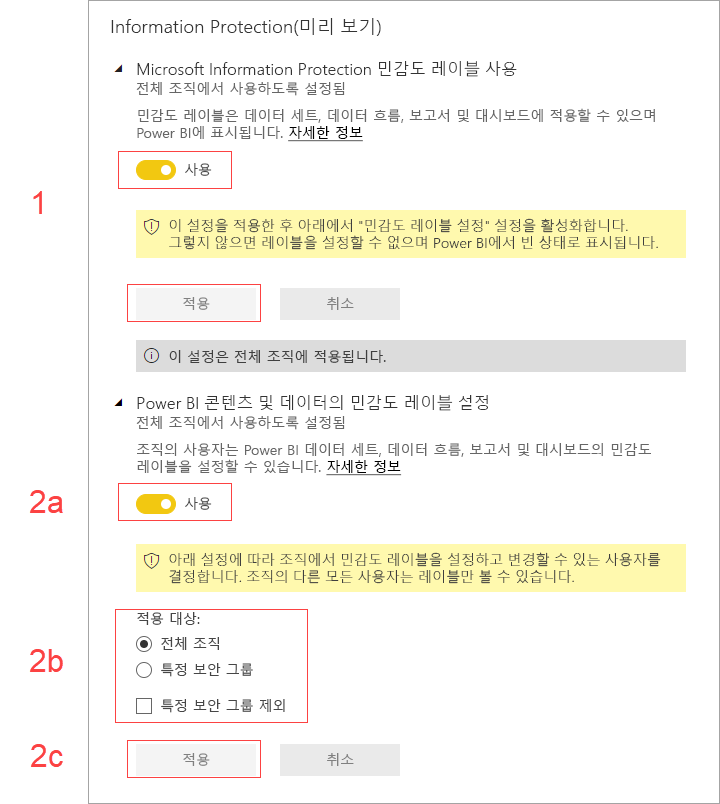 Information Protection(미리 보기)
Microsoft Information Protection 민감도 레이블 사용
전체 조직에서 사용하도록 설정됨
민감도 레이블은 데이터 세트, 데이터 흐름, 보고서 및 대시보드에 적용할 수 있으며
Power BI에 표시됩니다. 자세한 정보
사용
1
이 설정을 적용한 후 아래에서 "민감도 레이블 설정" 설정을 활성화합니다.
그렇지 않으면 레이블을 설정할 수 없으며 Power BI에서 빈 상태로 표시됩니다.
적용 취소
이 설정은 전체 조직에 적용됩니다.
Power BI 콘텐츠 및 데이터의 민감도 레이블 설정
전체 조직에서 사용하도록 설정됨
조직의 사용자는 Power BI 데이터 세트, 데이터 흐름, 보고서 및 대시보드의 민감도
레이블을 설정할 수 있습니다. 자세한 정보
2a 사용
아래 설정에 따라 조직에서 민감도 레이블을 설정하고 변경할 수 있는 사용자를
결정합니다. 조직의 다른 모든 사용자는 레이블만 볼 수 있습니다.
적용 대상:
전체 조직
2b
특정 보안 그룹
특정 보안 그룹 제외
2c 적용 취소